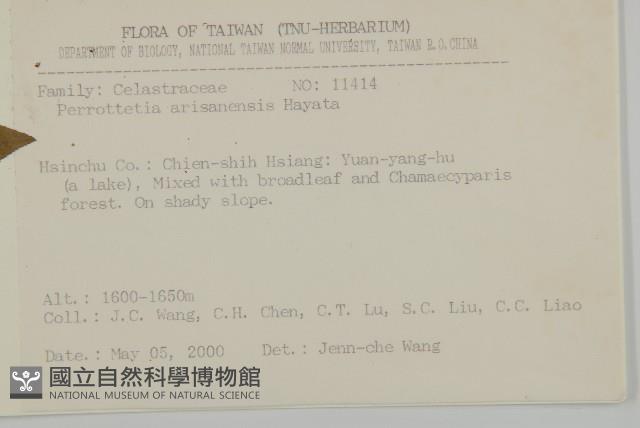 FLORA OF TAIWAN (TNU-HERBARIUM)
DEPARTMENT OF BIOLOGY, NATIONAL TAIWAN NORMAL UNIVERSITY, TAIWAN R.O.CHINA
Family: Celastraceae NO: 11414
Perrottetia arisanensis Hayata
Hsinchu Co.: Chien-shih Hsiang: Yuan-yang-hu
(a lake), Mixed with broadleaf and Chamaecyparis
forest. On shady slope.
Alt.: 1600-1650m
Coll.: J.C. Wang, C.H. Chen, C.T. Lu, S.C. Liu, C.C. Liao
Date.: May 05, 2000 Det.: Jenn-che Wang
國立自然科學博物館
NATIONAL MUSEUM OF NATURAL SCIENCE